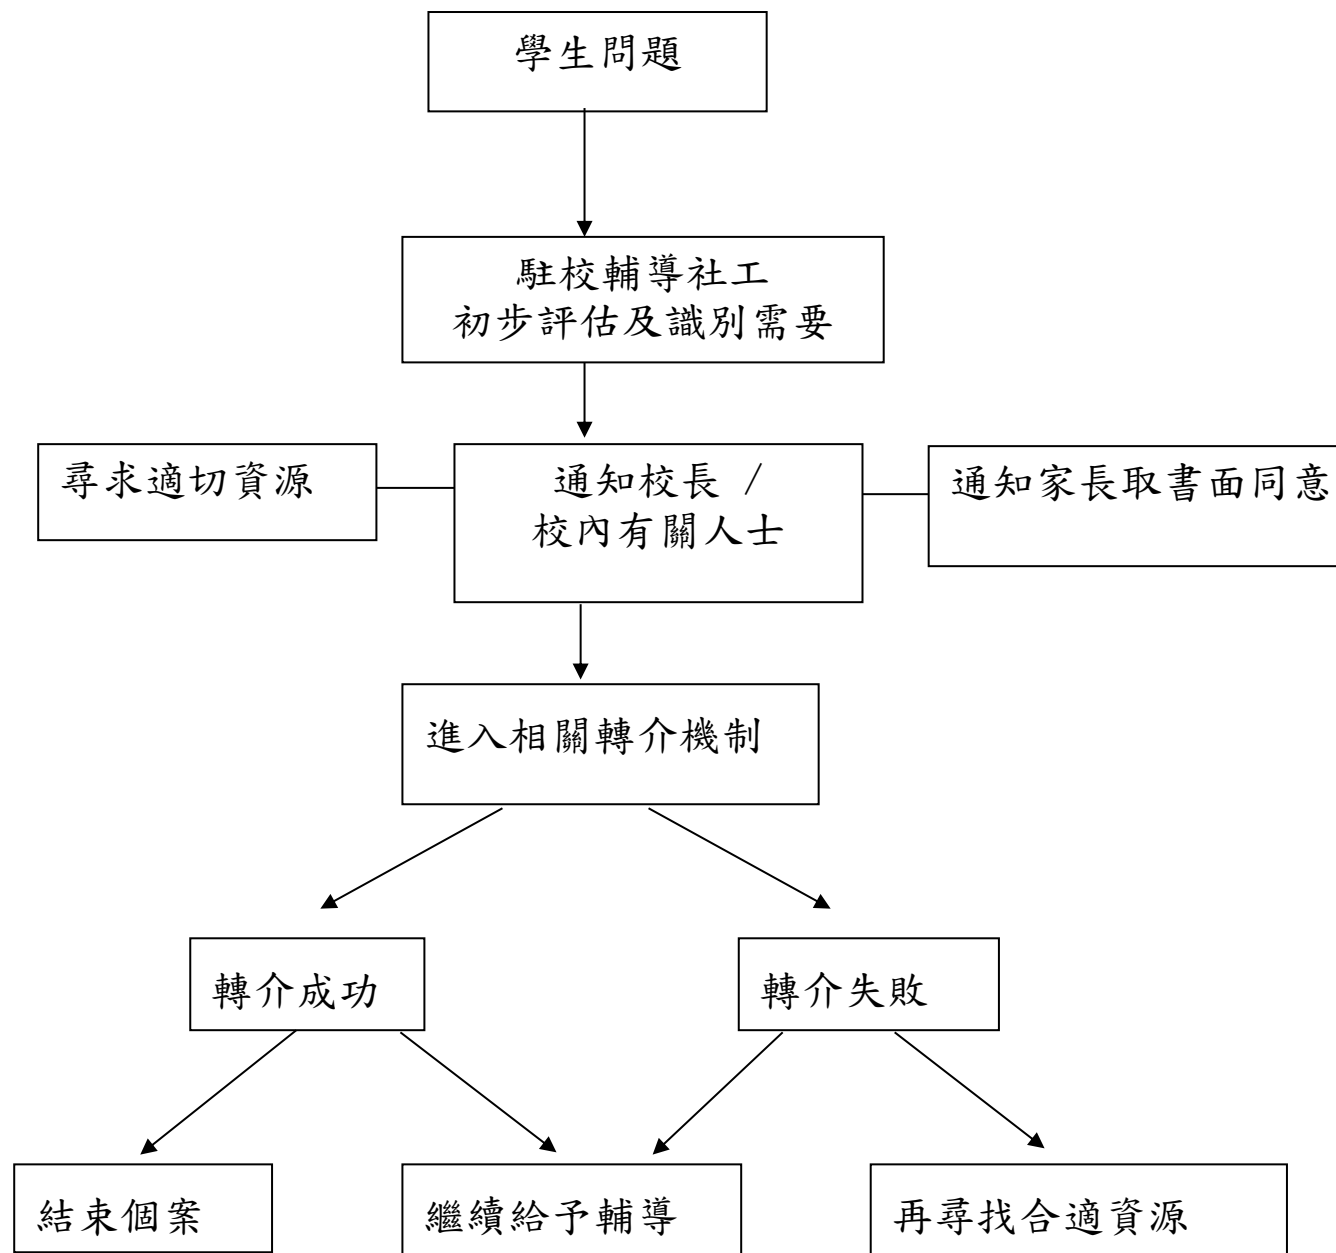 學生問題
駐校輔導社工
初步評估及識別需要
尋求適切資源
通知校長 /
校內有關人士
通知家長取書面同意
進入相關轉介機制
轉介成功
轉介失敗
結束個案
繼續給予輔導
再尋找合適資源